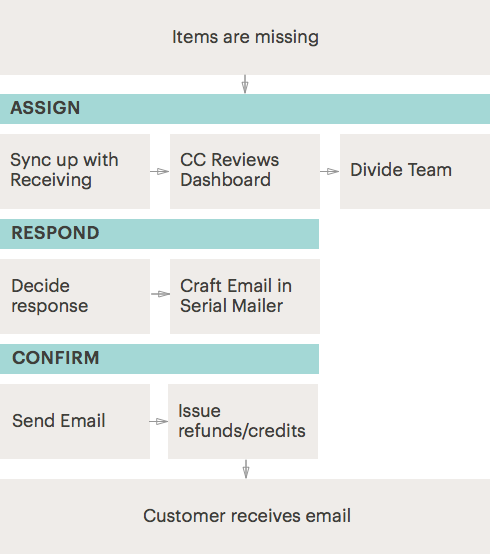 Items are missing
ASSIGN
Sync up with
Receiving
CC Reviews
Dashboard
Divide Team
RESPOND
Decide
response
Craft Email in
Serial Mailer
CONFIRM
Send Email
Issue
refunds/credits
Customer receives email